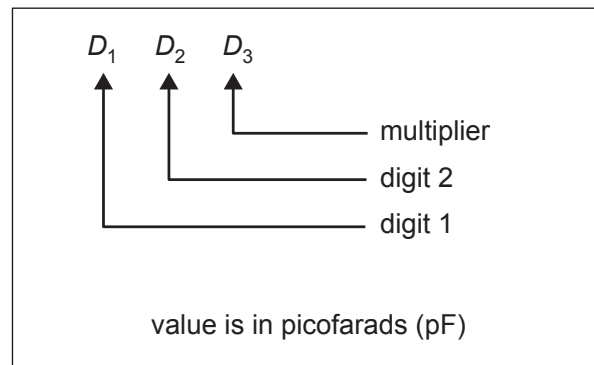 D₁ D₂ D₃
multiplier
digit 2
digit 1
value is in picofarads (pF)